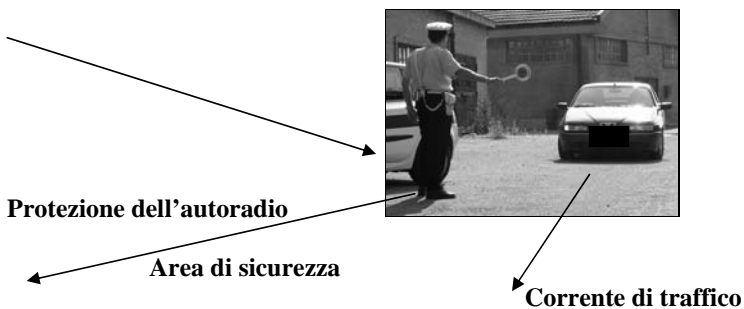 Protezione dell’autoradio
Area di sicurezza
Corrente di traffico